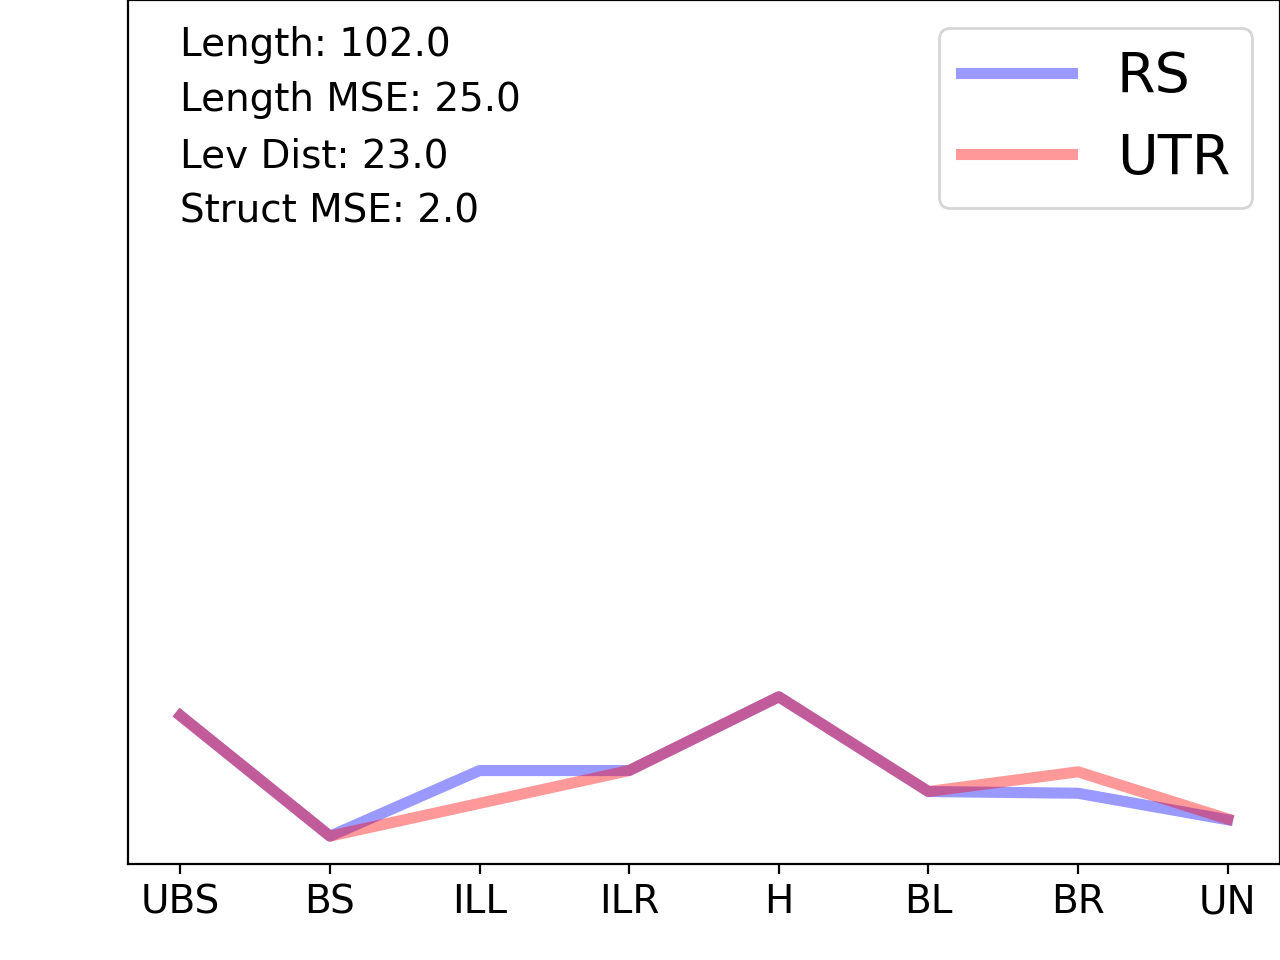 Length: 102.0
Length MSE: 25.0
Lev Dist: 23.0
Struct MSE: 2.0
RS
UTR
UBS BS ILL ILR H BL BR UN